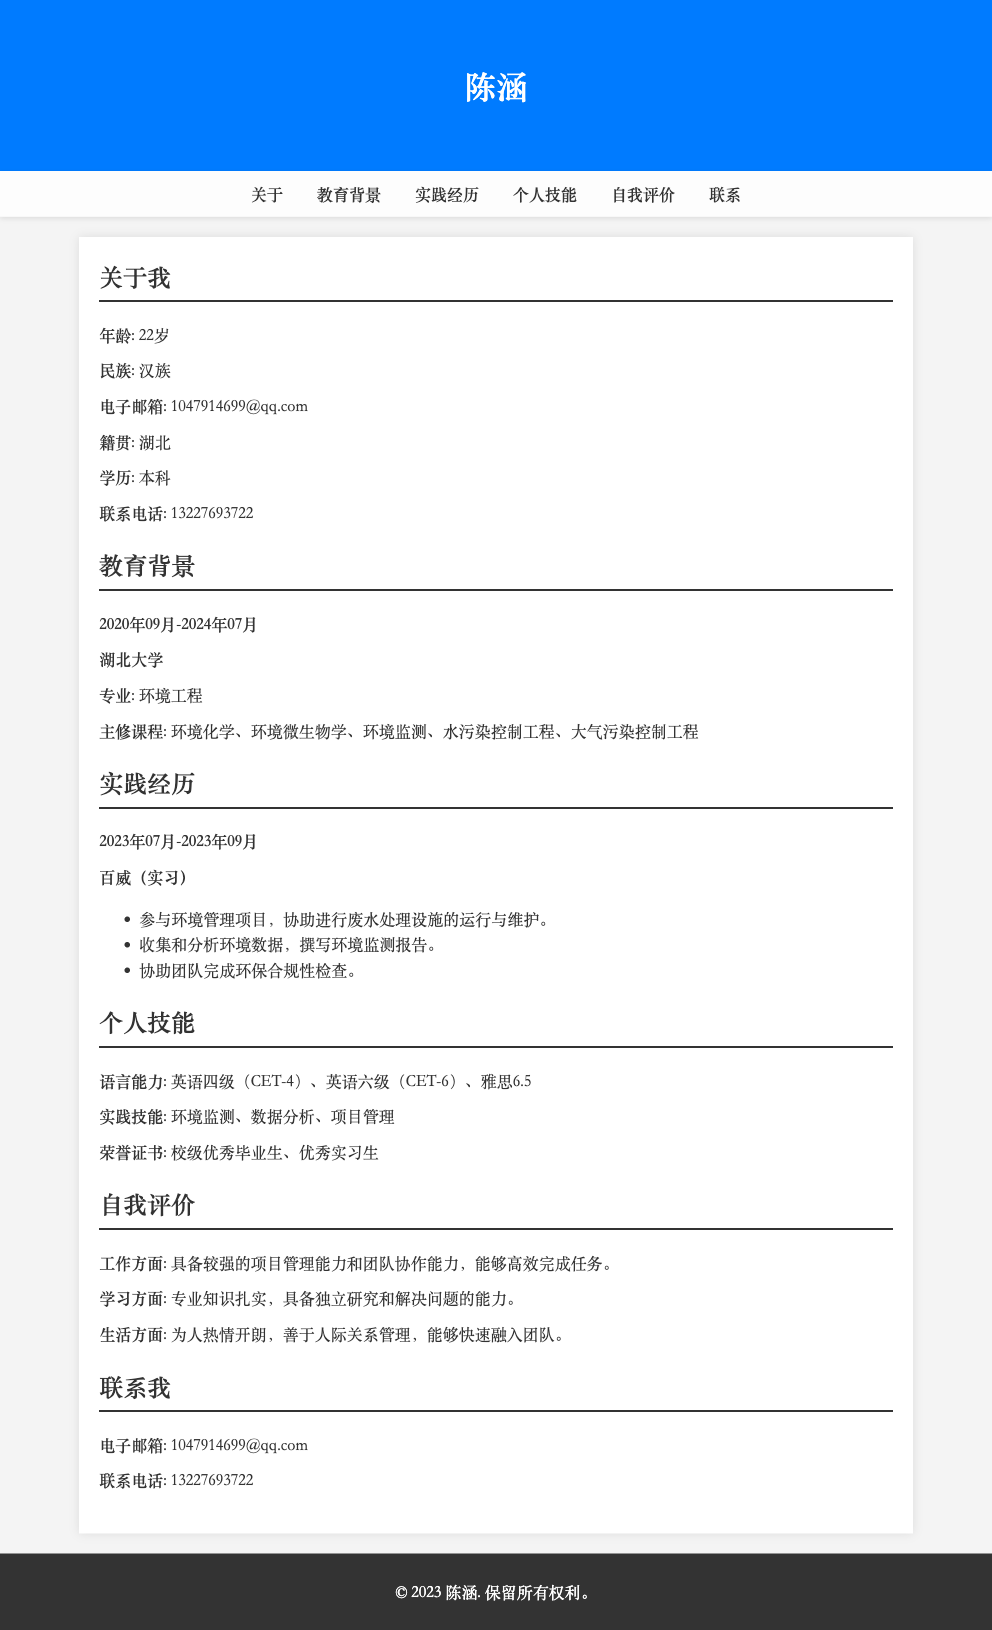 陈涵
关于 教育背景 实践经历 个人技能 自我评价 联系
关于我
年龄: 22岁
民族: 汉族
电子邮箱: 1047914699@qq.com
籍贯: 湖北
学历: 本科
联系电话: 13227693722
教育背景
2020年09月-2024年07月
湖北大学
专业: 环境工程
主修课程: 环境化学、环境微生物学、环境监测、水污染控制工程、大气污染控制工程
实践经历
2023年07月-2023年09月
百威（实习）
• 参与环境管理项目，协助进行废水处理设施的运行与维护。
• 收集和分析环境数据，撰写环境监测报告。
• 协助团队完成环保合规性检查。
个人技能
语言能力: 英语四级（CET-4）、英语六级（CET-6）、雅思6.5
实践技能: 环境监测、数据分析、项目管理
荣誉证书: 校级优秀毕业生、优秀实习生
自我评价
工作方面: 具备较强的项目管理能力和团队协作能力，能够高效完成任务。
学习方面: 专业知识扎实，具备独立研究和解决问题的能力。
生活方面: 为人热情开朗，善于人际关系管理，能够快速融入团队。
联系我
电子邮箱: 1047914699@qq.com
联系电话: 13227693722
© 2023 陈涵. 保留所有权利。